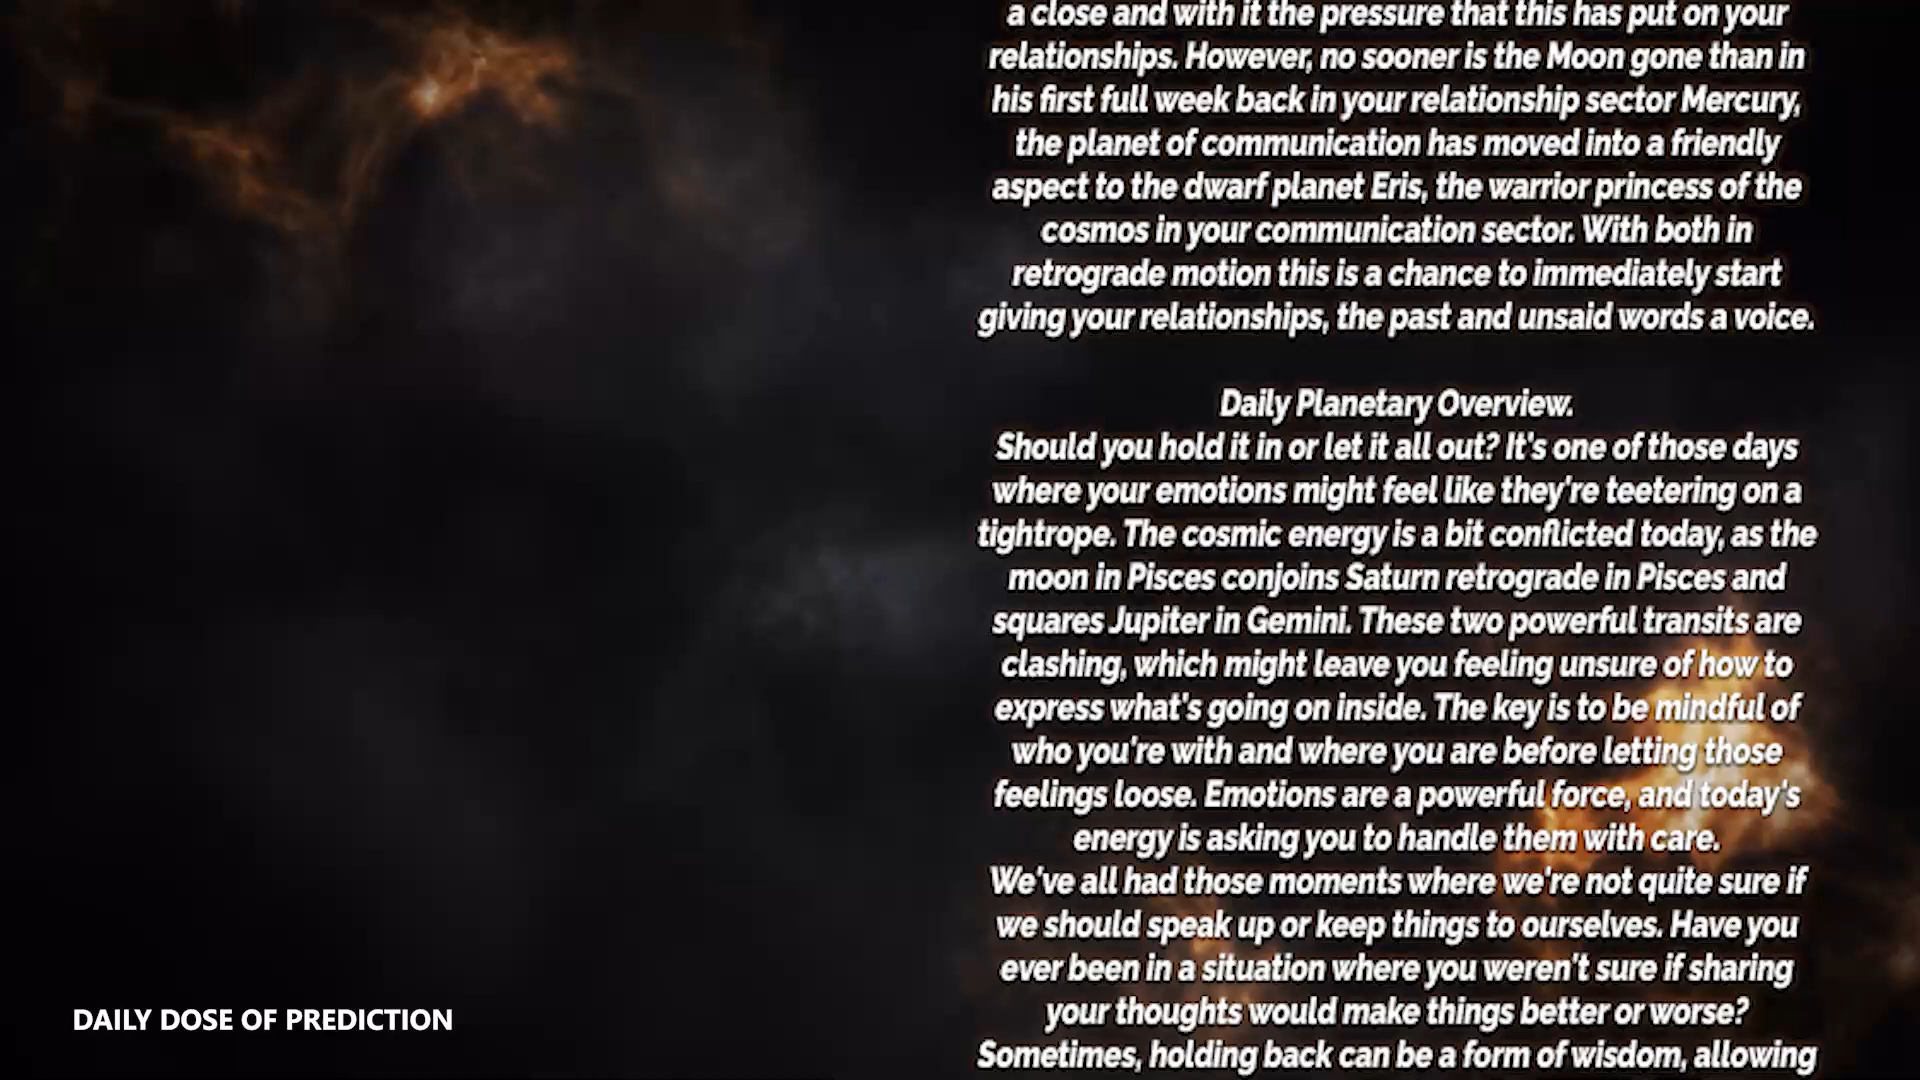 a close and with it the pressure that this has put on your
relationships. However, no sooner is the Moon gone than in
his first full week back in your relationship sector Mercury,
the planet of communication has moved into a friendly
aspect to the dwarf planet Eris, the warrior princess of the
cosmos in your communication sector. With both in
retrograde motion this is a chance to immediately start
giving your relationships, the past and unsaid words a voice.
Daily Planetary Overview.
Should you hold it in or let it all out? It's one of those days
where your emotions might feel like they're teetering on a
tightrope. The cosmic energy is a bit conflicted today, as the
moon in Pisces conjoins Saturn retrograde in Pisces and
squares Jupiter in Gemini. These two powerful transits are
clashing, which might leave you feeling unsure of how to
express what's going on inside. The key is to be mindful of
who you're with and where you are before letting those
feelings loose. Emotions are a powerful force, and today's
energy is asking you to handle them with care.
We've all had those moments where we're not quite sure if
we should speak up or keep things to ourselves. Have you
ever been in a situation where you weren't sure if sharing
your thoughts would make things better or worse?
Sometimes, holding back can be a form of wisdom, allowing
DAILY DOSE OF PREDICTION